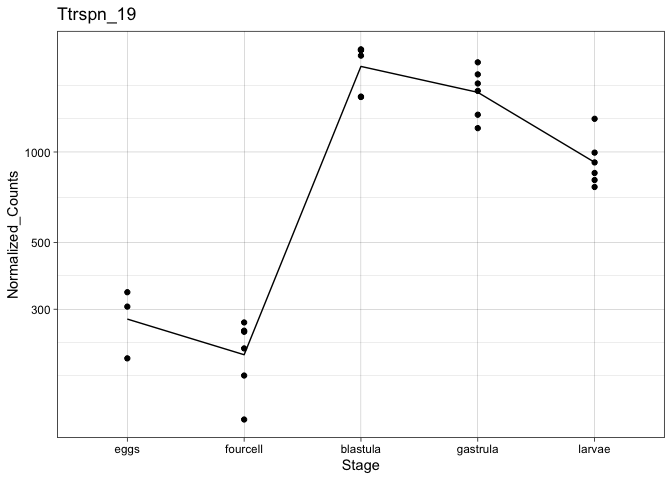 Ttrspn_19
Normalized_Counts
1000
500
300
eggs fourcell blastula gastrula larvae
Stage